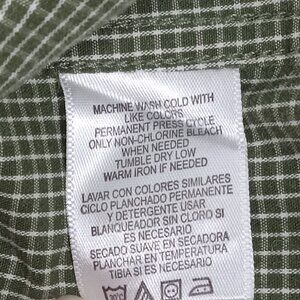 MACHINE WASH COLD WITH
LIKE COLORS
PERMANENT PRESS CYCLE
ONLY NON-CHLORINE BLEACH
WHEN NEEDED
TUMBLE DRY LOW
WARM IRON IF NEEDED
LAVAR CON COLORES SIMILARES
CICLO PLANCHADO PERMANENTE
Y DETERGENTE USAR
BLANQUEADOR SIN CLORO SI
ES NECESARIO
SECADO SUAVE EN SECADORA
PLANCHAR EN TEMPERATURA
TIBIA SI ES NECESARIO